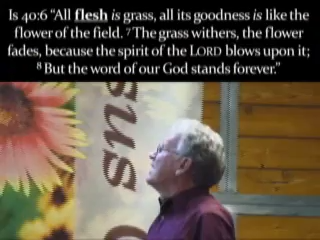 Is 40:6 “All flesh is grass, all its goodness is like the
flower of the field. 7 The grass withers, the flower
fades, because the spirit of the LORD blows upon it;
8 But the word of our God stands forever.”
sus